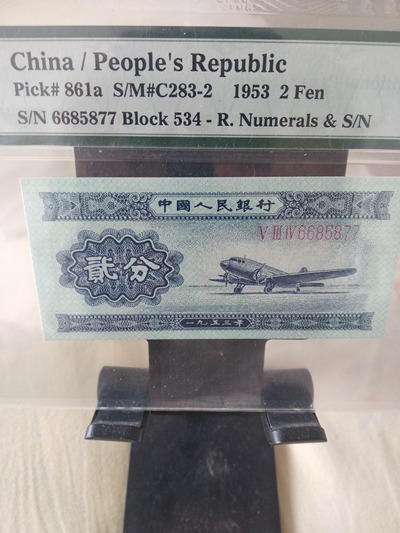 China / People's Republic
Pick# 861a S/M#C283-2 1953 2 Fen
S/N 6685877 Block 534 - R. Numerals & S/N
中國人民銀行
V III IV 6685877
貳分
一九五三年